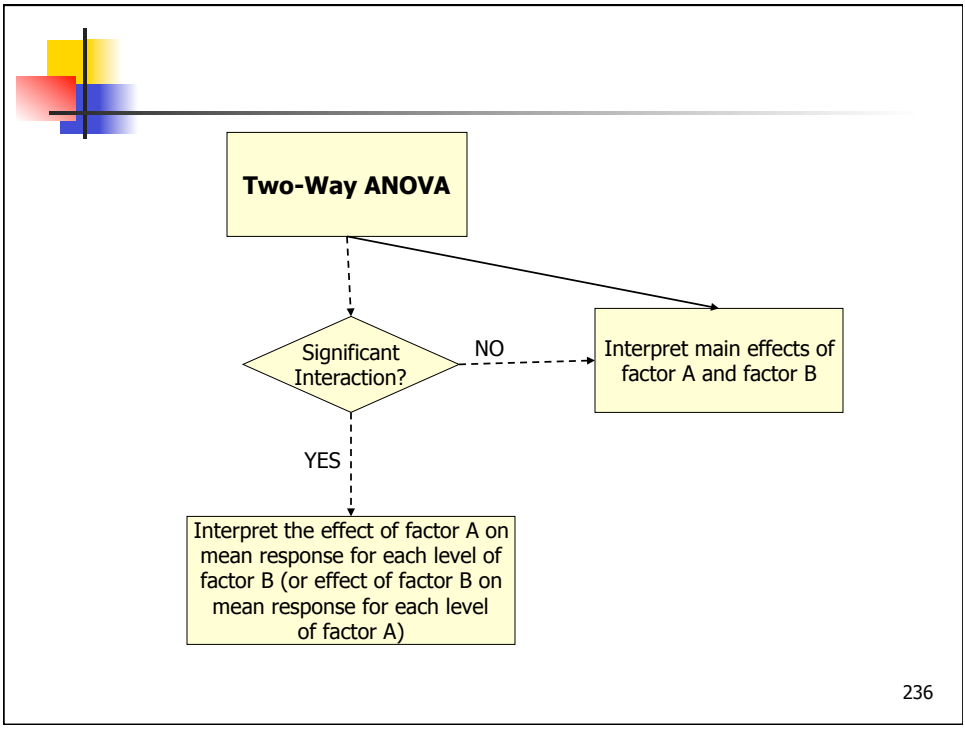 Two-Way ANOVA
Significant
Interaction?
NO
Interpret main effects of
factor A and factor B
YES
Interpret the effect of factor A on
mean response for each level of
factor B (or effect of factor B on
mean response for each level
of factor A)
236